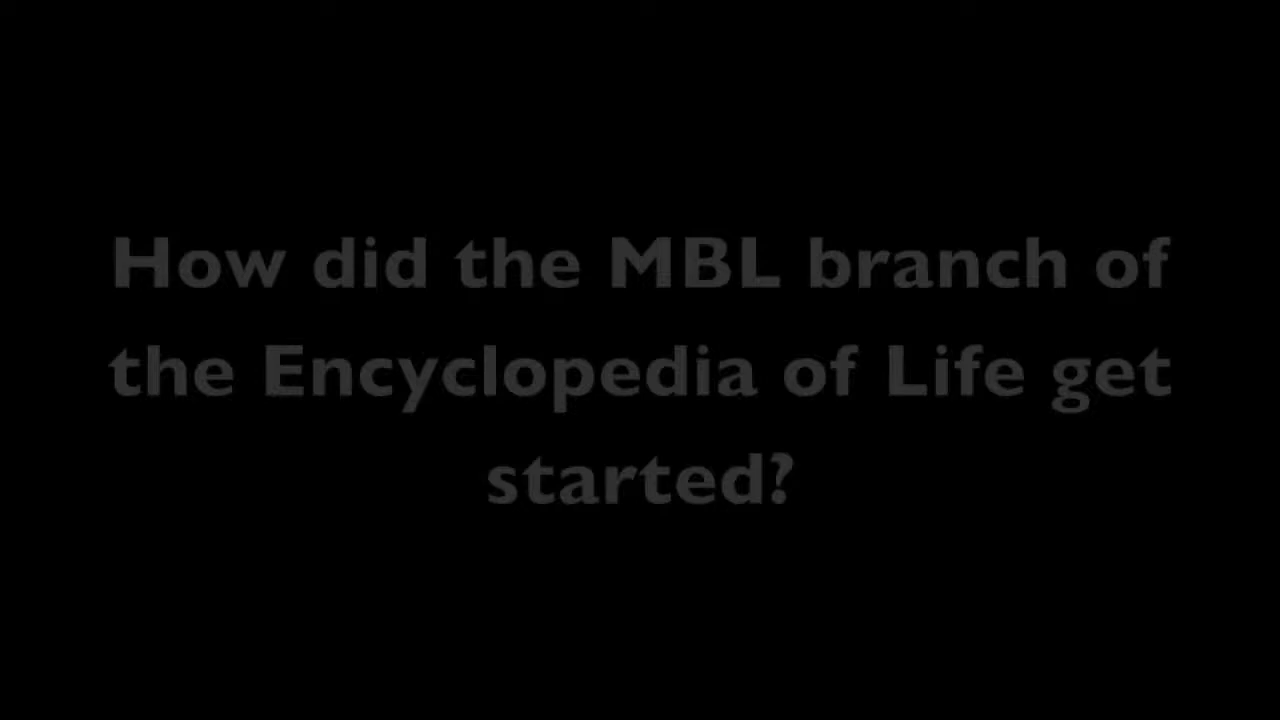 How did the MBL branch of
the Encyclopedia of Life get
started?